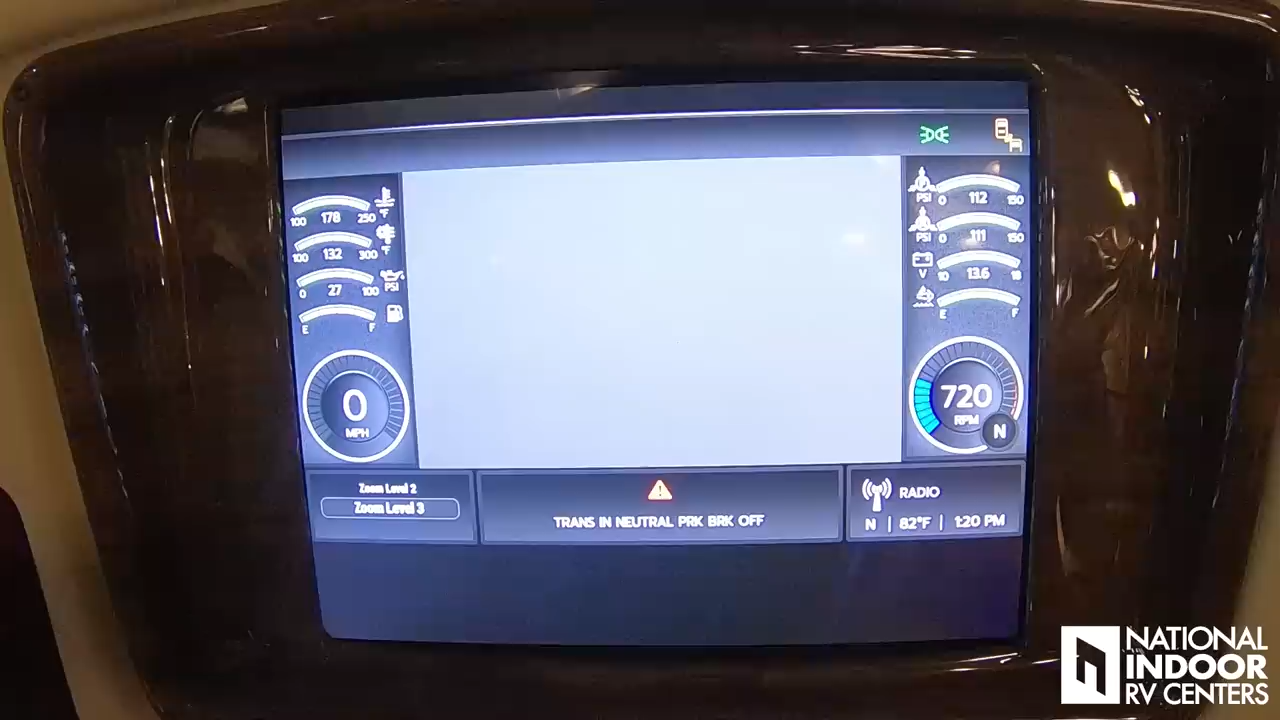 100 178 250 °F
100 132 300 °F
0 27 100 PSI
E F
0
MPH
PSI 0 112 150
PSI 0 111 150
V 10 13.6 18
E F
720
RPM
N
Zoom Level 2
Zoom Level 3
TRANS IN NEUTRAL PRK BRK OFF
RADIO
N | 82°F | 1:20 PM
NATIONAL
INDOOR
RV CENTERS